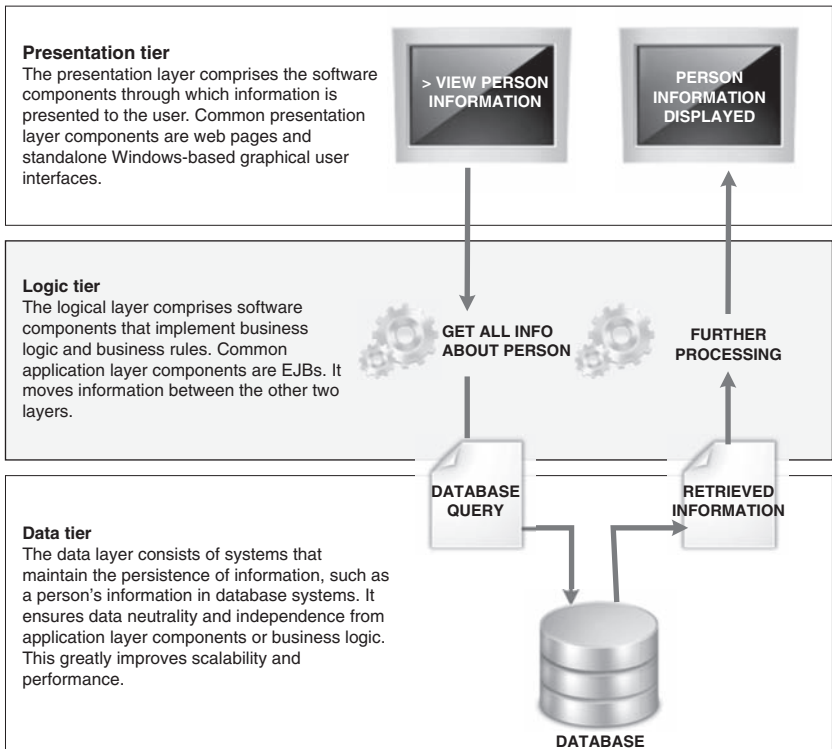 Presentation tier
The presentation layer comprises the software
components through which information is
presented to the user. Common presentation
layer components are web pages and
standalone Windows-based graphical user
interfaces.
> VIEW PERSON
INFORMATION
PERSON
INFORMATION
DISPLAYED
Logic tier
The logical layer comprises software
components that implement business
logic and business rules. Common
application layer components are EJBs. It
moves information between the other two
layers.
GET ALL INFO
ABOUT PERSON
FURTHER
PROCESSING
DATABASE
QUERY
RETRIEVED
INFORMATION
Data tier
The data layer consists of systems that
maintain the persistence of information, such as
a person's information in database systems. It
ensures data neutrality and independence from
application layer components or business logic.
This greatly improves scalability and
performance.
DATABASE